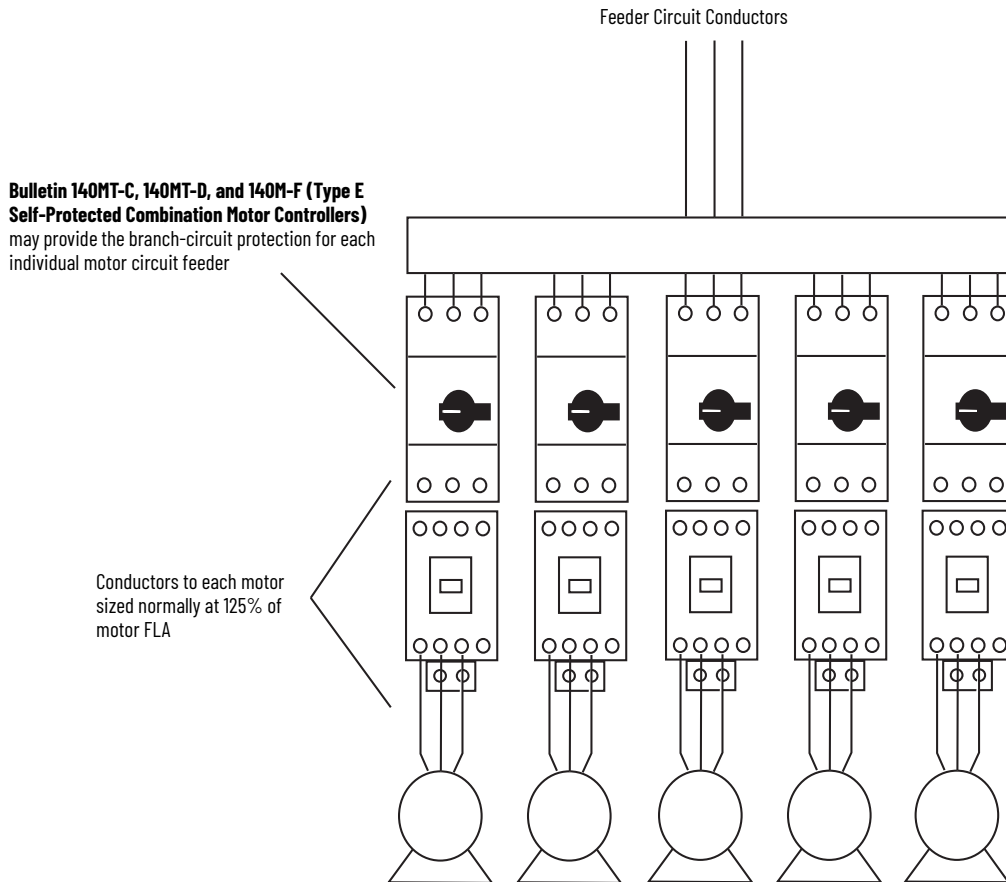 Feeder Circuit Conductors
Bulletin 140MT-C, 140MT-D, and 140M-F (Type E
Self-Protected Combination Motor Controllers)
may provide the branch-circuit protection for each
individual motor circuit feeder
Conductors to each motor
sized normally at 125% of
motor FLA